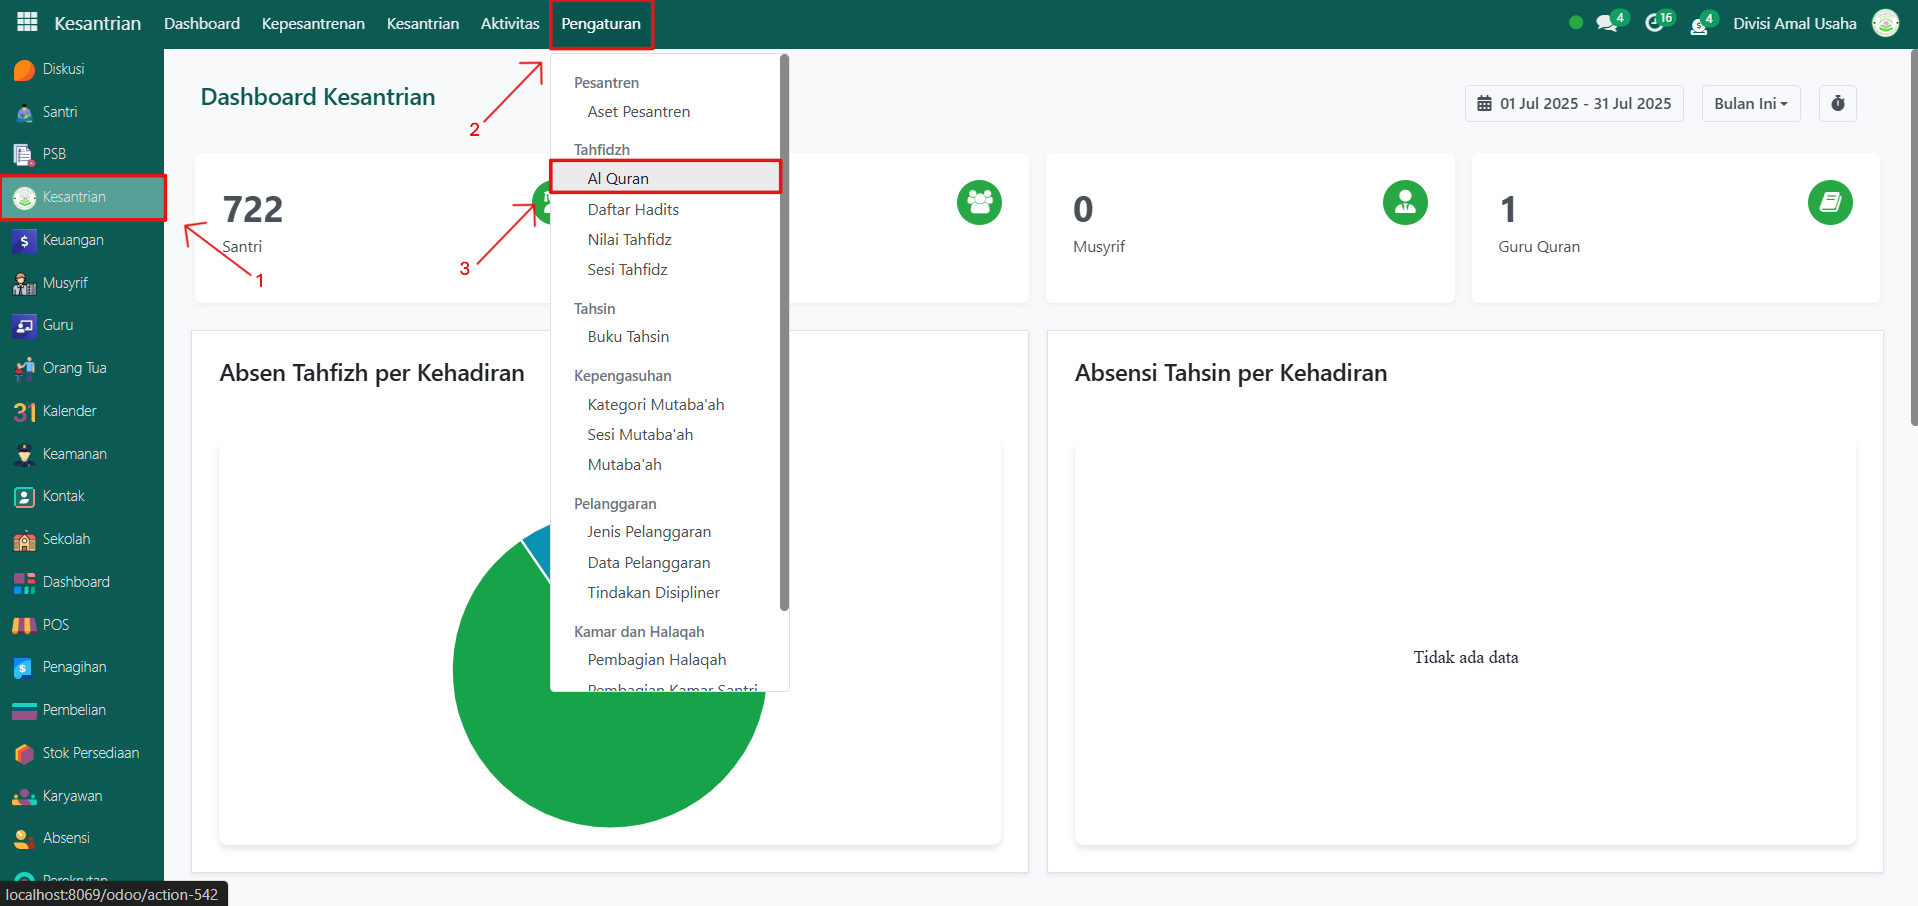 Kesantrian Dashboard Kepesantrenan Kesantrian Aktivitas Pengaturan 4 16 4 Divisi Amal Usaha
Diskusi
Santri
PSB
Kesantrian
Keuangan
Musyrif
Guru
Orang Tua
31 Kalender
Keamanan
Kontak
Sekolah
Dashboard
POS
Penagihan
Pembelian
Stok Persediaan
Karyawan
Absensi
Perekrutan
localhost:8069/odoo/action-542
Dashboard Kesantrian
01 Jul 2025 - 31 Jul 2025
Bulan Ini
1
2
3
Pesantren
Aset Pesantren
Tahfidzh
Al Quran
Daftar Hadits
Nilai Tahfidz
Sesi Tahfidz
Tahsin
Buku Tahsin
Kepengasuhan
Kategori Mutaba'ah
Sesi Mutaba'ah
Mutaba'ah
Pelanggaran
Jenis Pelanggaran
Data Pelanggaran
Tindakan Disipliner
Kamar dan Halaqah
Pembagian Halaqah
Pembagian Kamar Santri
722
Santri
0
Musyrif
1
Guru Quran
Absen Tahfizh per Kehadiran
Absensi Tahsin per Kehadiran
Tidak ada data